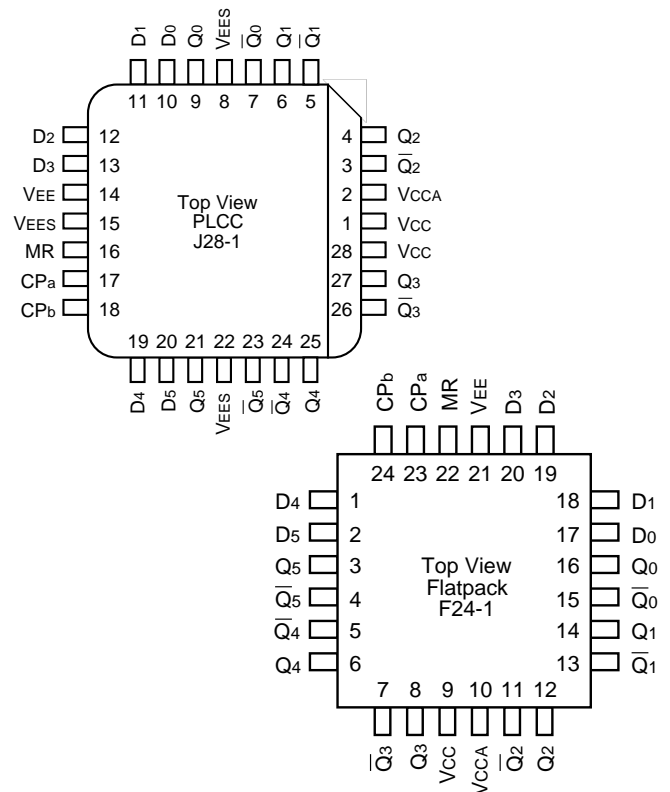 D1 D0 Q0 VEES Q̅0 Q1 Q̅1
11 10 9 8 7 6 5
D2 12 4 Q2
D3 13 3 Q̅2
VEE 14 2 VCCA
VEES 15 1 VCC
MR 16 28 VCC
CPa 17 27 Q3
CPb 18 26 Q̅3
Top View
PLCC
J28-1
19 20 21 22 23 24 25
D4 D5 Q5 VEES Q̅5 Q̅4 Q4
CPb CPa MR VEE D3 D2
24 23 22 21 20 19
D4 1 18 D1
D5 2 17 D0
Q5 3 16 Q0
Q̅5 4 15 Q̅0
Q̅4 5 14 Q1
Q4 6 13 Q̅1
Top View
Flatpack
F24-1
7 8 9 10 11 12
Q̅3 Q3 VCC VCCA Q̅2 Q2